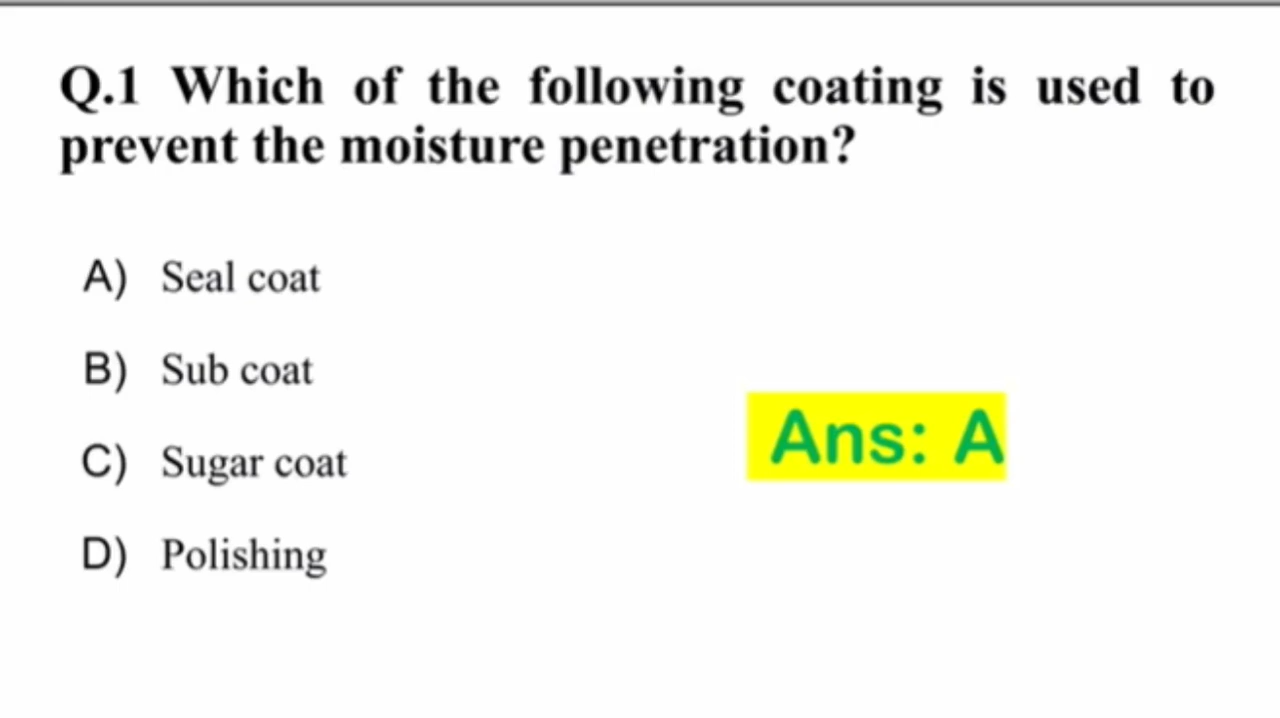 Q.1 Which of the following coating is used to
prevent the moisture penetration?
A) Seal coat
B) Sub coat
Ans: A
C) Sugar coat
D) Polishing